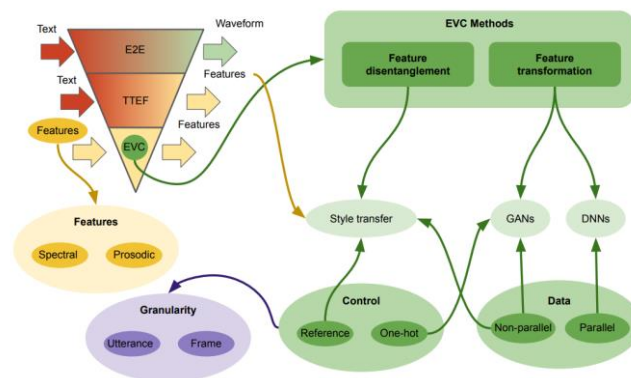 Text
Waveform
E2E
Text
Features
TTEF
Features
Features
EVC
EVC Methods
Feature
disentanglement
Feature
transformation
Style transfer
GANs
DNNs
Features
Spectral
Prosodic
Granularity
Utterance
Frame
Control
Reference
One-hot
Data
Non-parallel
Parallel